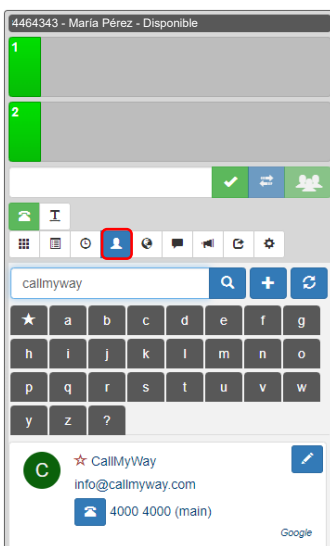 4464343 - María Pérez - Disponible
1
2
T
callmyway
★ a b c d e f g
h i j k l m n o
p q r s t u v w
y z ?
C
☆ CallMyWay
info@callmyway.com
4000 4000 (main)
Google